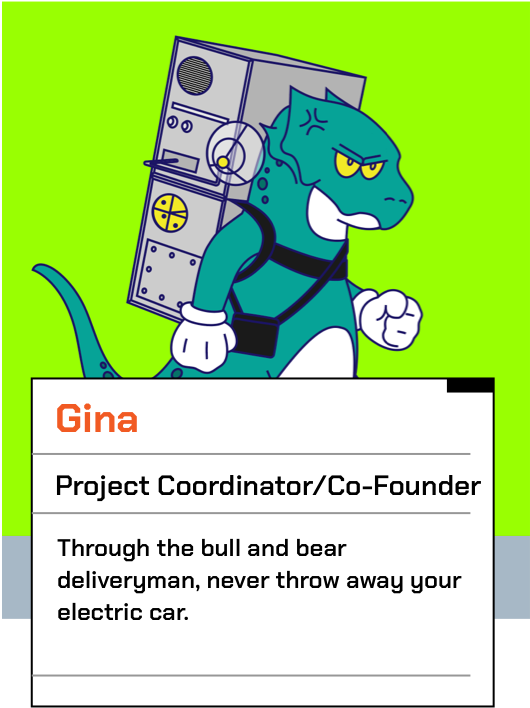 Gina
Project Coordinator/Co-Founder
Through the bull and bear
deliveryman, never throw away your
electric car.